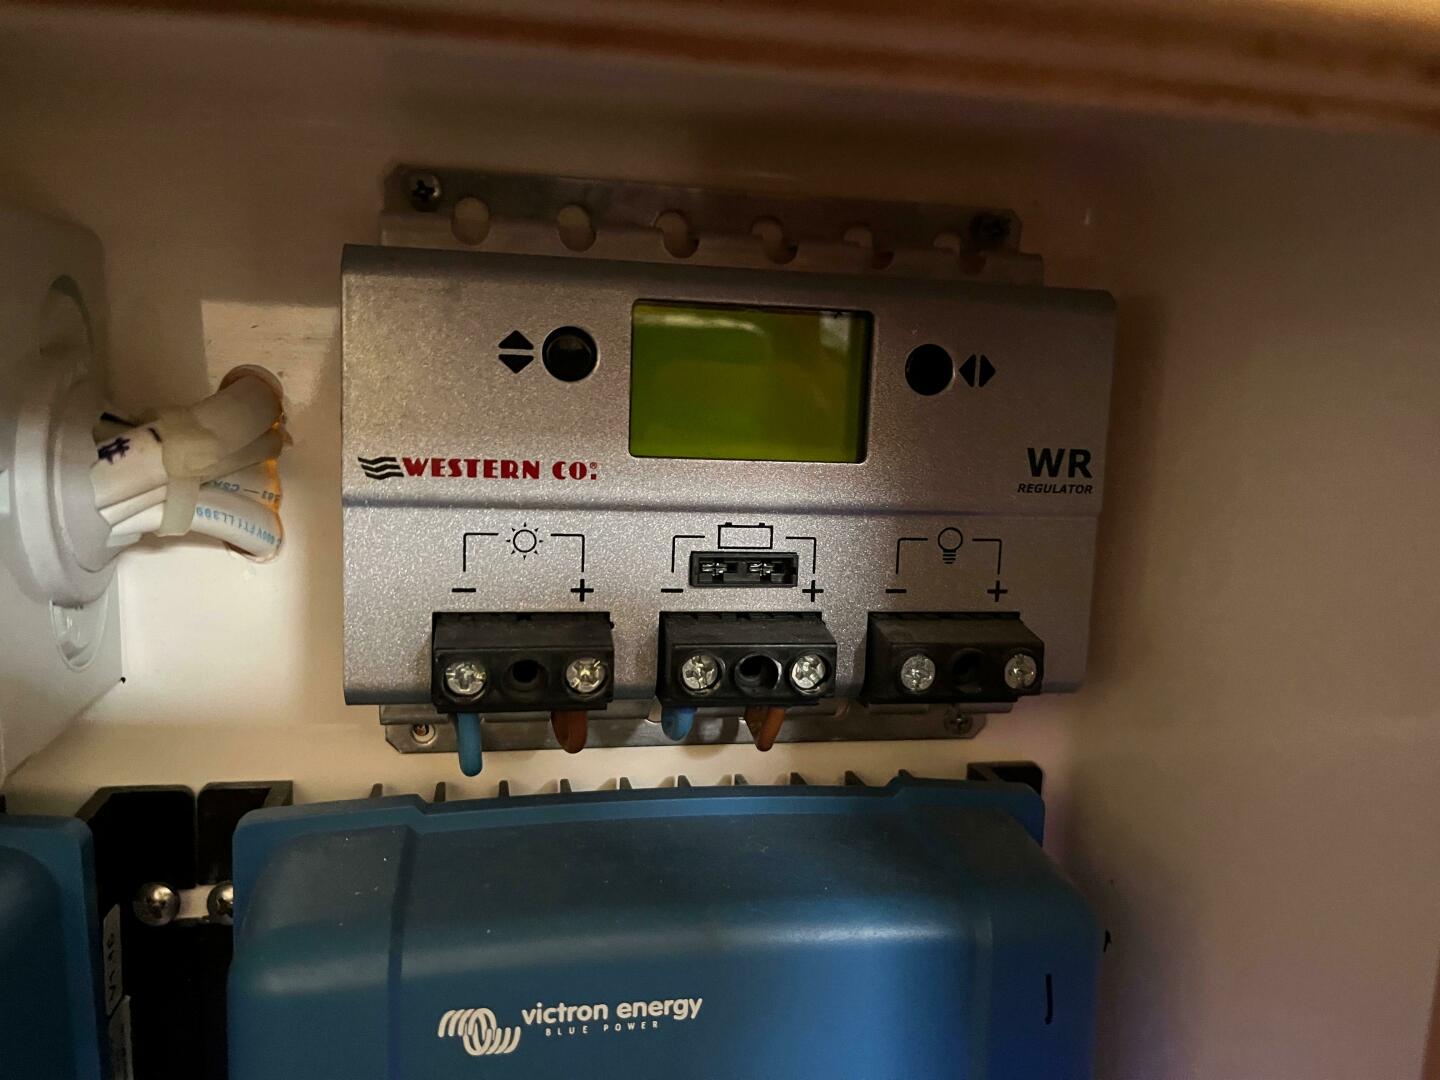 WESTERN CO.®
WR
REGULATOR
- +
- +
- +
#
victron energy
BLUE POWER